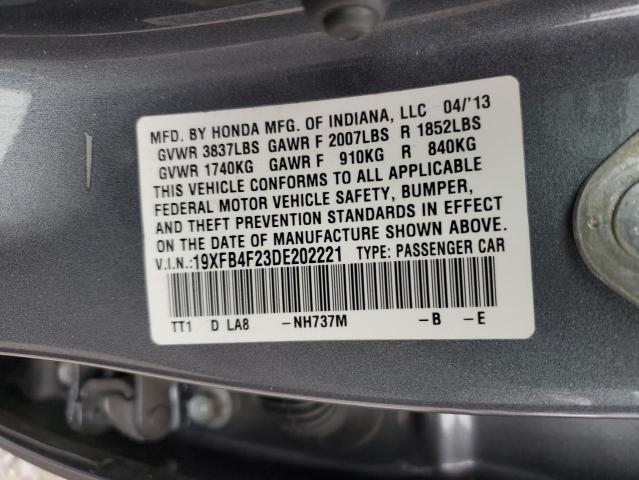 MFD. BY HONDA MFG. OF INDIANA, LLC 04/'13
GVWR 3837LBS GAWR F 2007LBS R 1852LBS
GVWR 1740KG GAWR F 910KG R 840KG
THIS VEHICLE CONFORMS TO ALL APPLICABLE
FEDERAL MOTOR VEHICLE SAFETY, BUMPER,
AND THEFT PREVENTION STANDARDS IN EFFECT
ON THE DATE OF MANUFACTURE SHOWN ABOVE.
V.I.N.:19XFB4F23DE202221 TYPE: PASSENGER CAR
TT1 D LA8 -NH737M -B -E